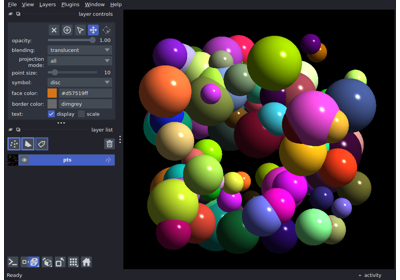 File View Plugins Window Help
layer controls
opacity: 1.00
blending: translucent
projection mode: all
point size: 10
symbol: disc
face color: #d57519ff
border color: dimgrey
text: display scale
layer list
pts
Ready
activity